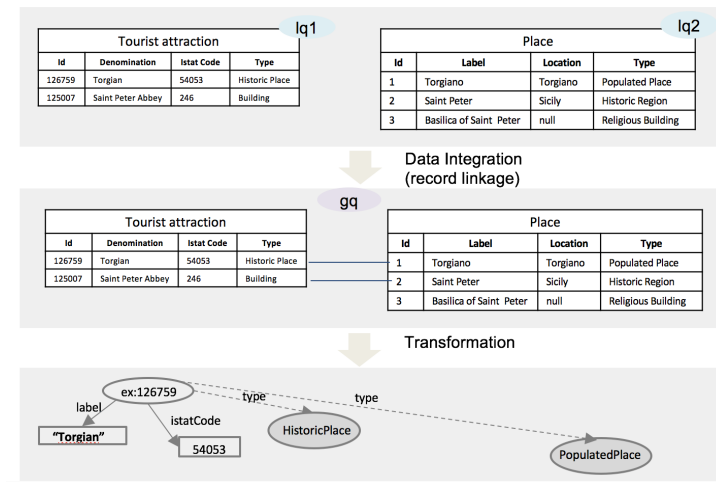 lq1
lq2
Tourist attraction
Id Denomination Istat Code Type
126759 Torgian 54053 Historic Place
125007 Saint Peter Abbey 246 Building
Place
Id Label Location Type
1 Torgiano Torgiano Populated Place
2 Saint Peter Sicily Historic Region
3 Basilica of Saint Peter null Religious Building
Data Integration
(record linkage)
gq
Tourist attraction
Id Denomination Istat Code Type
126759 Torgian 54053 Historic Place
125007 Saint Peter Abbey 246 Building
Place
Id Label Location Type
1 Torgiano Torgiano Populated Place
2 Saint Peter Sicily Historic Region
3 Basilica of Saint Peter null Religious Building
Transformation
ex:126759
label
type
type
istatCode
"Torgian"
54053
HistoricPlace
PopulatedPlace